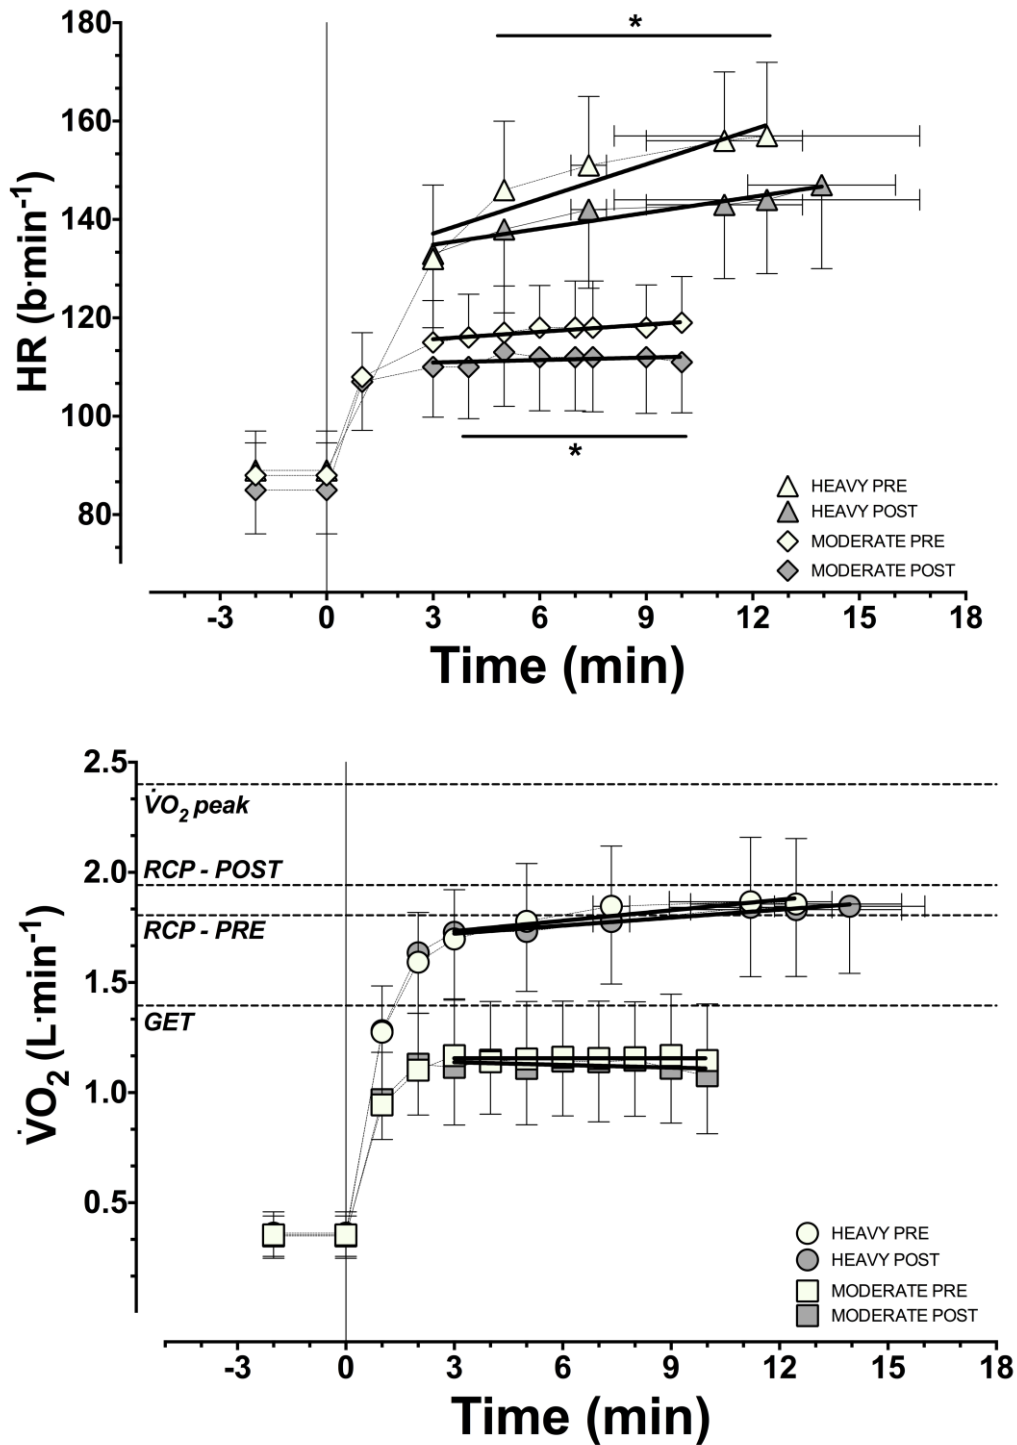 180
160
140
120
100
80
HR (b·min⁻¹)
*
*
HEAVY PRE
HEAVY POST
MODERATE PRE
MODERATE POST
-3 0 3 6 9 12 15 18
Time (min)
2.5
2.0
1.5
1.0
0.5
V̇O₂ (L·min⁻¹)
V̇O₂ peak
RCP - POST
RCP - PRE
GET
HEAVY PRE
HEAVY POST
MODERATE PRE
MODERATE POST
-3 0 3 6 9 12 15 18
Time (min)